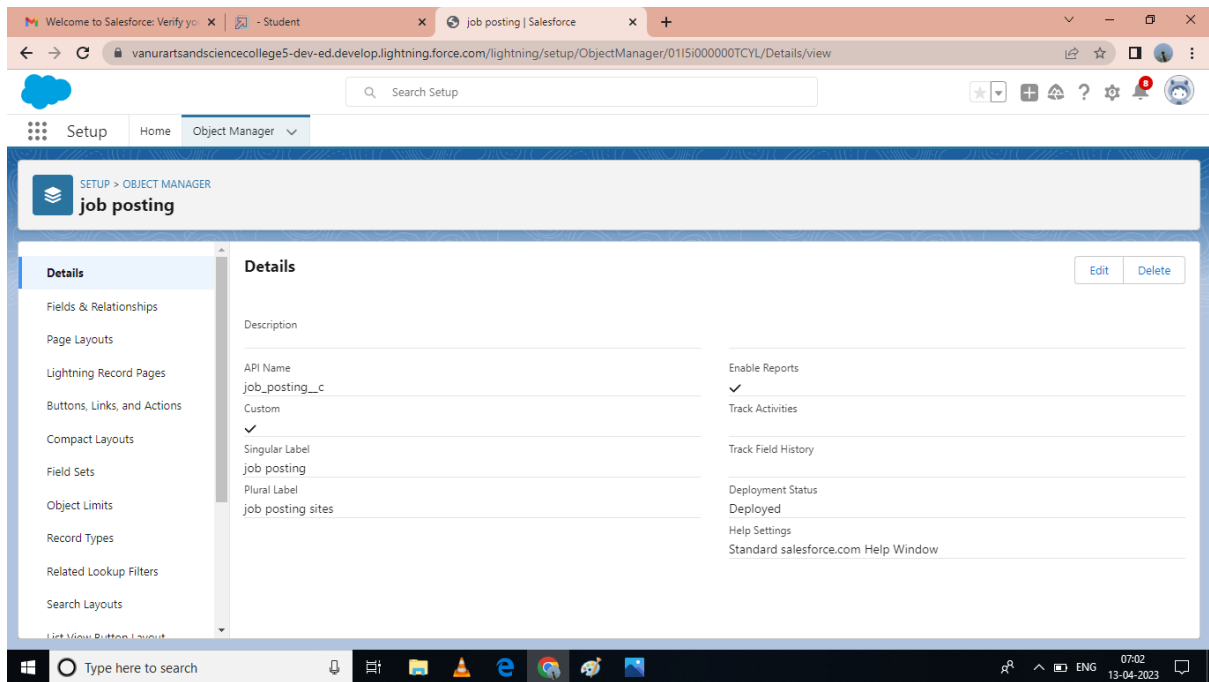 Welcome to Salesforce: Verify yo
- Student
job posting | Salesforce
vanurartsandsciencecollege5-dev-ed.develop.lightning.force.com/lightning/setup/ObjectManager/01I5i000000TCYL/Details/view
Search Setup
8
Setup
Home
Object Manager
SETUP > OBJECT MANAGER
job posting
Details
Fields & Relationships
Page Layouts
Lightning Record Pages
Buttons, Links, and Actions
Compact Layouts
Field Sets
Object Limits
Record Types
Related Lookup Filters
Search Layouts
List View Button Layout
Details
Edit
Delete
Description
API Name
job_posting__c
Custom
Singular Label
job posting
Plural Label
job posting sites
Enable Reports
Track Activities
Track Field History
Deployment Status
Deployed
Help Settings
Standard salesforce.com Help Window
Type here to search
ENG
07:02
13-04-2023